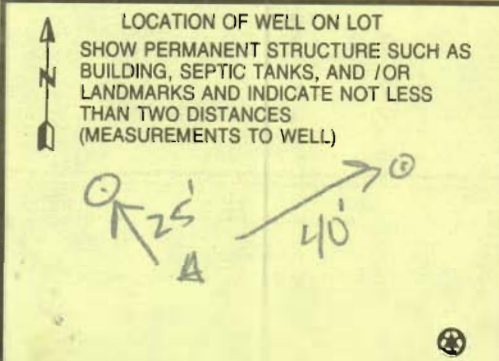 LOCATION OF WELL ON LOT
N
SHOW PERMANENT STRUCTURE SUCH AS
BUILDING, SEPTIC TANKS, AND / OR
LANDMARKS AND INDICATE NOT LESS
THAN TWO DISTANCES
(MEASUREMENTS TO WELL)
25'
40'